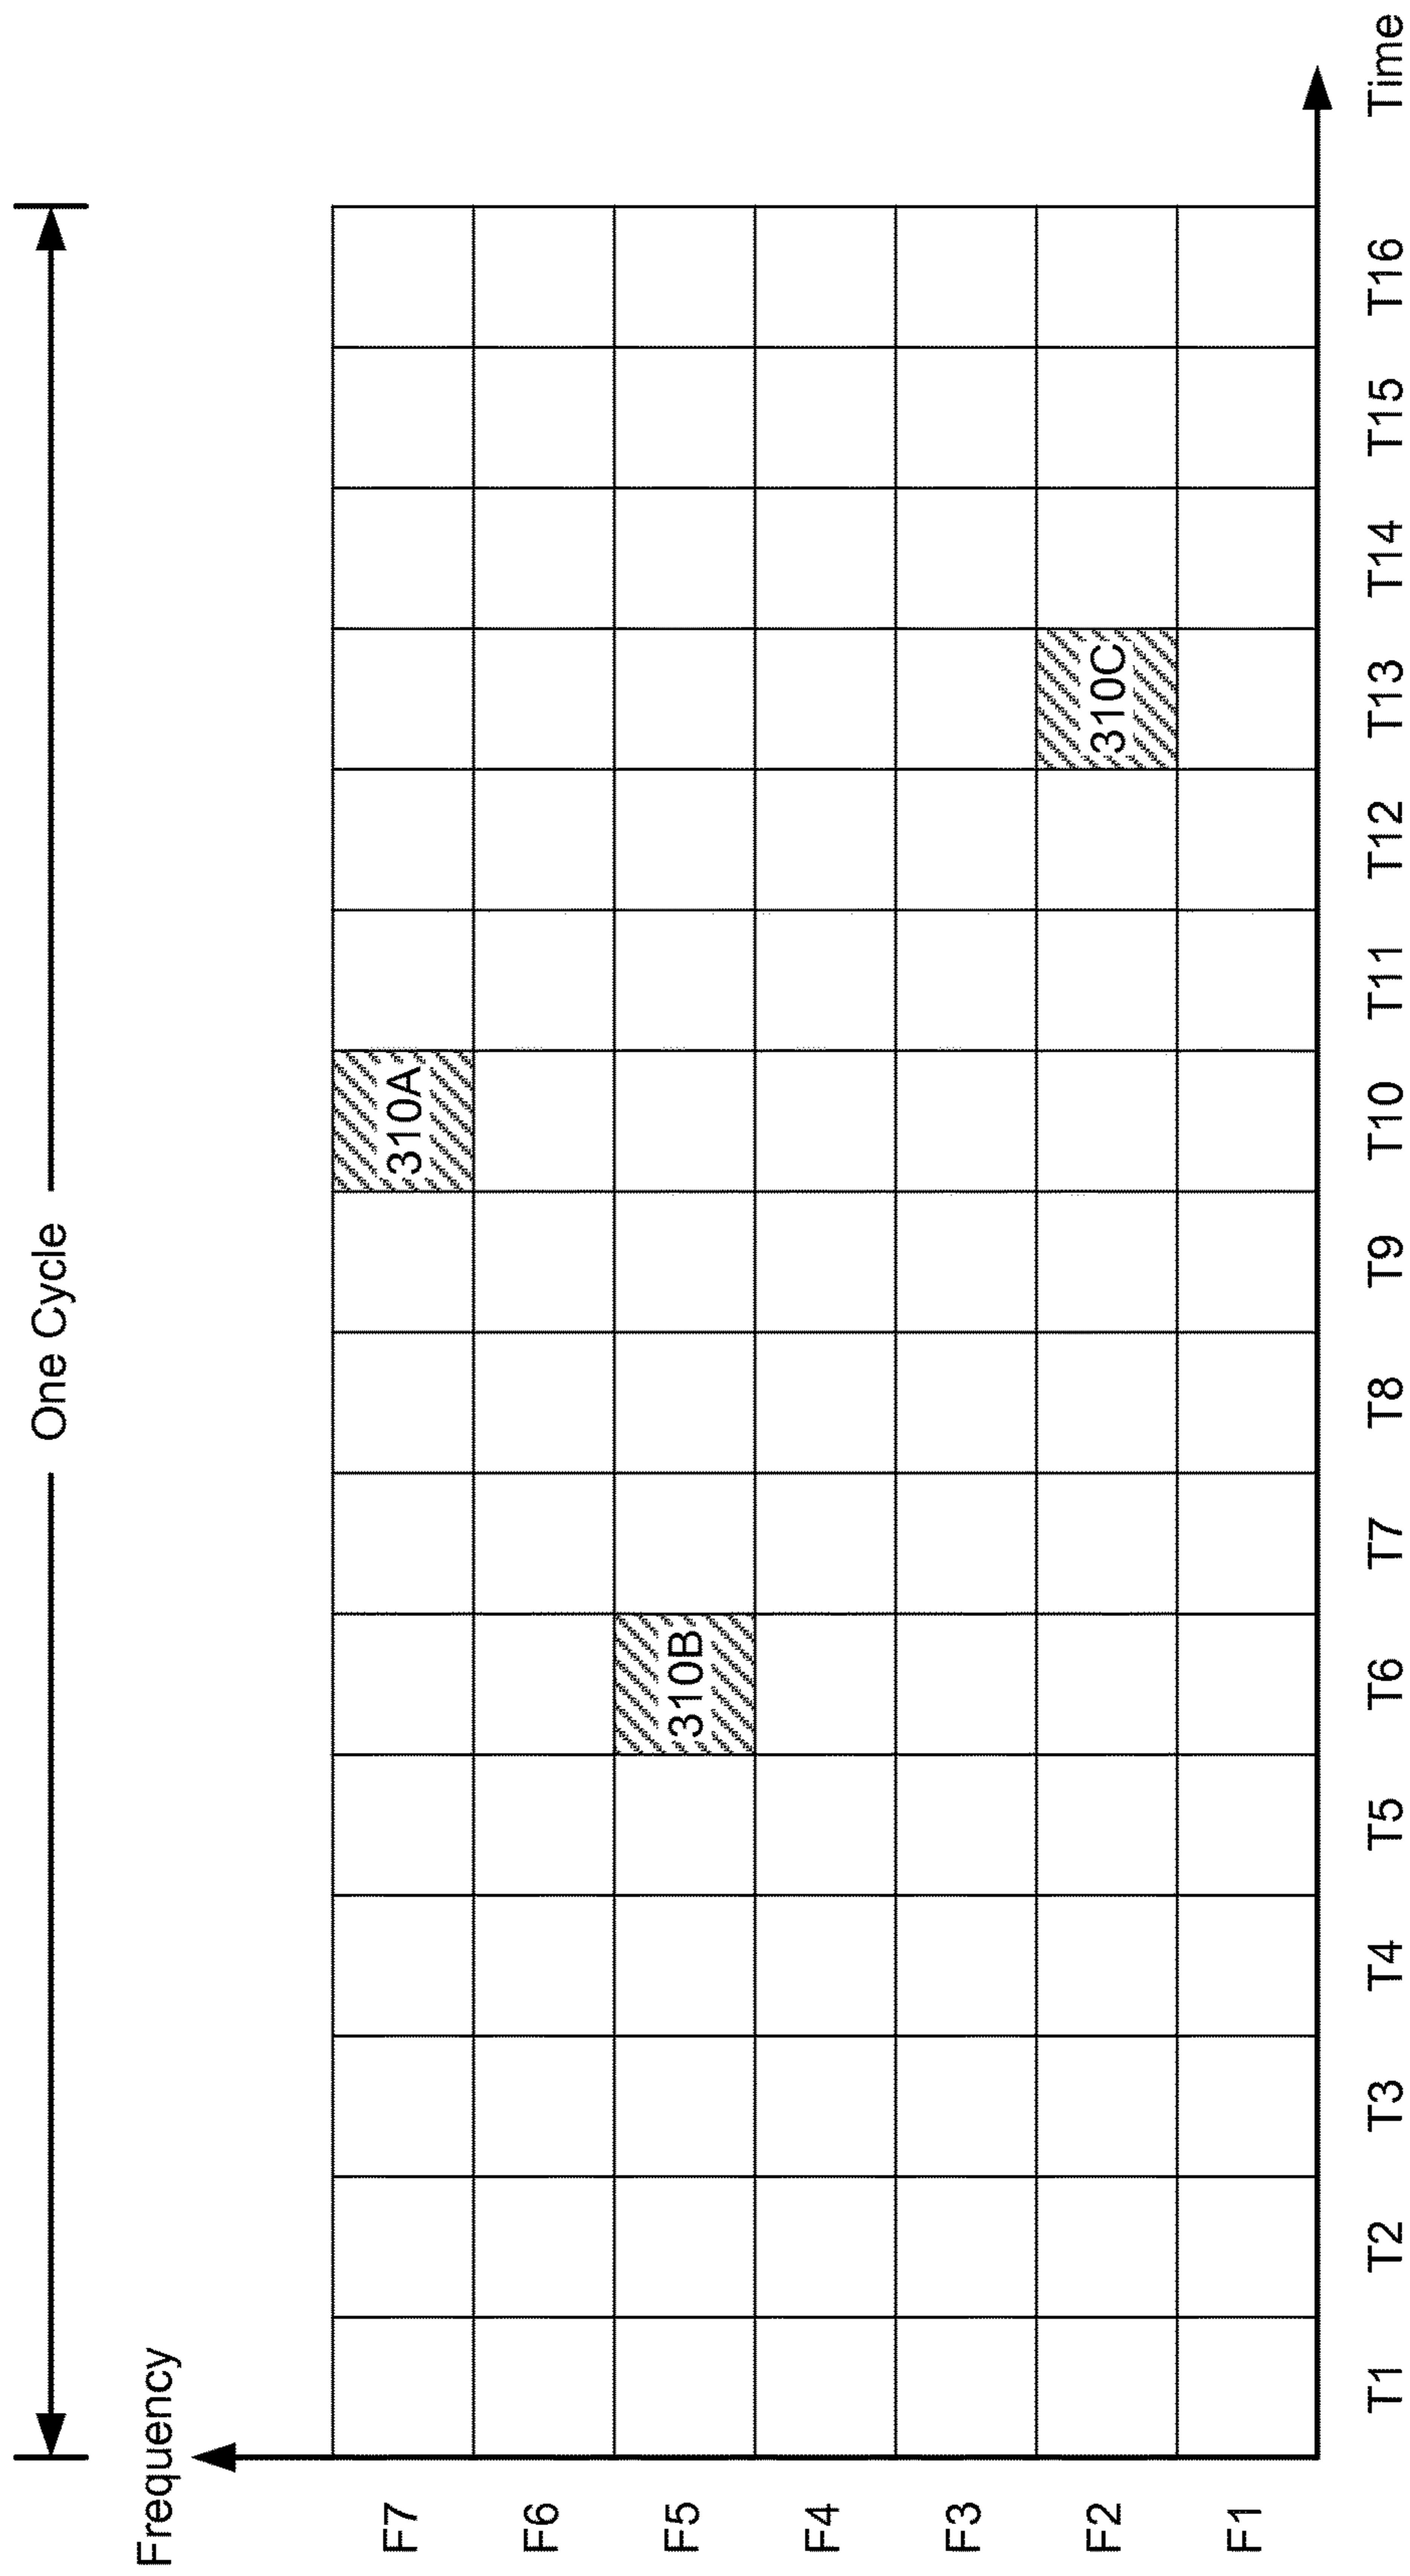 One Cycle
Frequency
F7
310A
F6
F5
310B
F4
F3
F2
310C
F1
T1 T2 T3 T4 T5 T6 T7 T8 T9 T10 T11 T12 T13 T14 T15 T16 Time